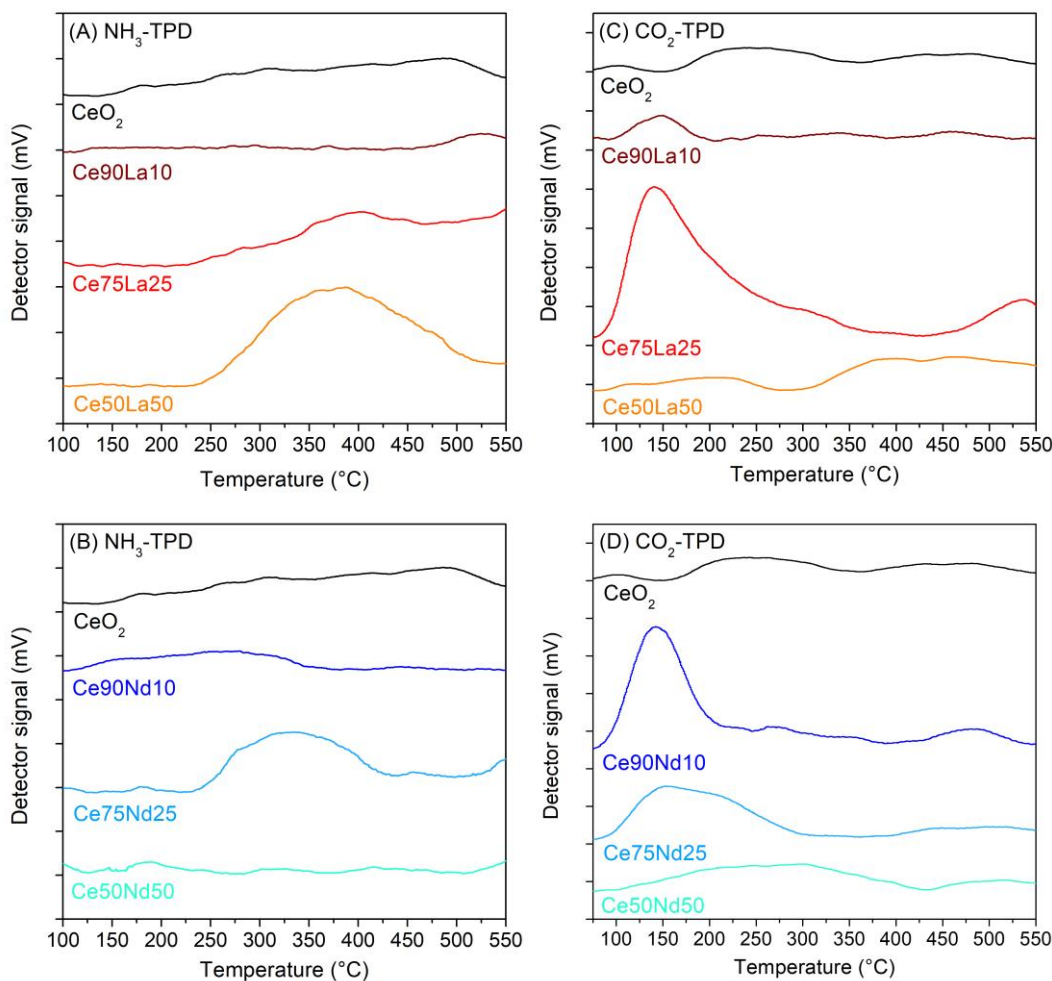 (A) NH3-TPD
CeO2
Ce90La10
Ce75La25
Ce50La50
Detector signal (mV)
100 150 200 250 300 350 400 450 500 550
Temperature (°C)
(C) CO2-TPD
CeO2
Ce90La10
Ce75La25
Ce50La50
Detector signal (mV)
100 150 200 250 300 350 400 450 500 550
Temperature (°C)
(B) NH3-TPD
CeO2
Ce90Nd10
Ce75Nd25
Ce50Nd50
Detector signal (mV)
100 150 200 250 300 350 400 450 500 550
Temperature (°C)
(D) CO2-TPD
CeO2
Ce90Nd10
Ce75Nd25
Ce50Nd50
Detector signal (mV)
100 150 200 250 300 350 400 450 500 550
Temperature (°C)